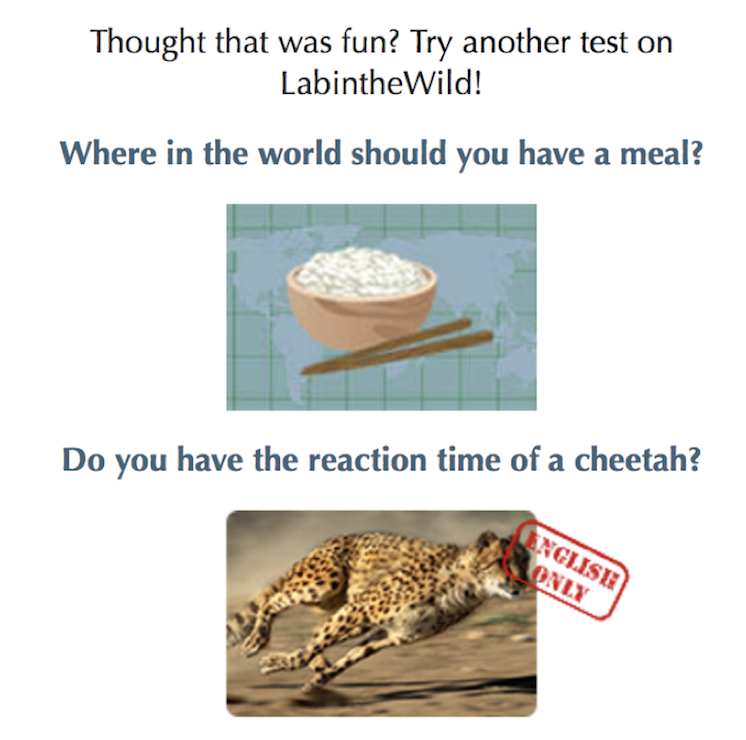 Thought that was fun? Try another test on
LabintheWild!
Where in the world should you have a meal?
Do you have the reaction time of a cheetah?
ENGLISH
ONLY